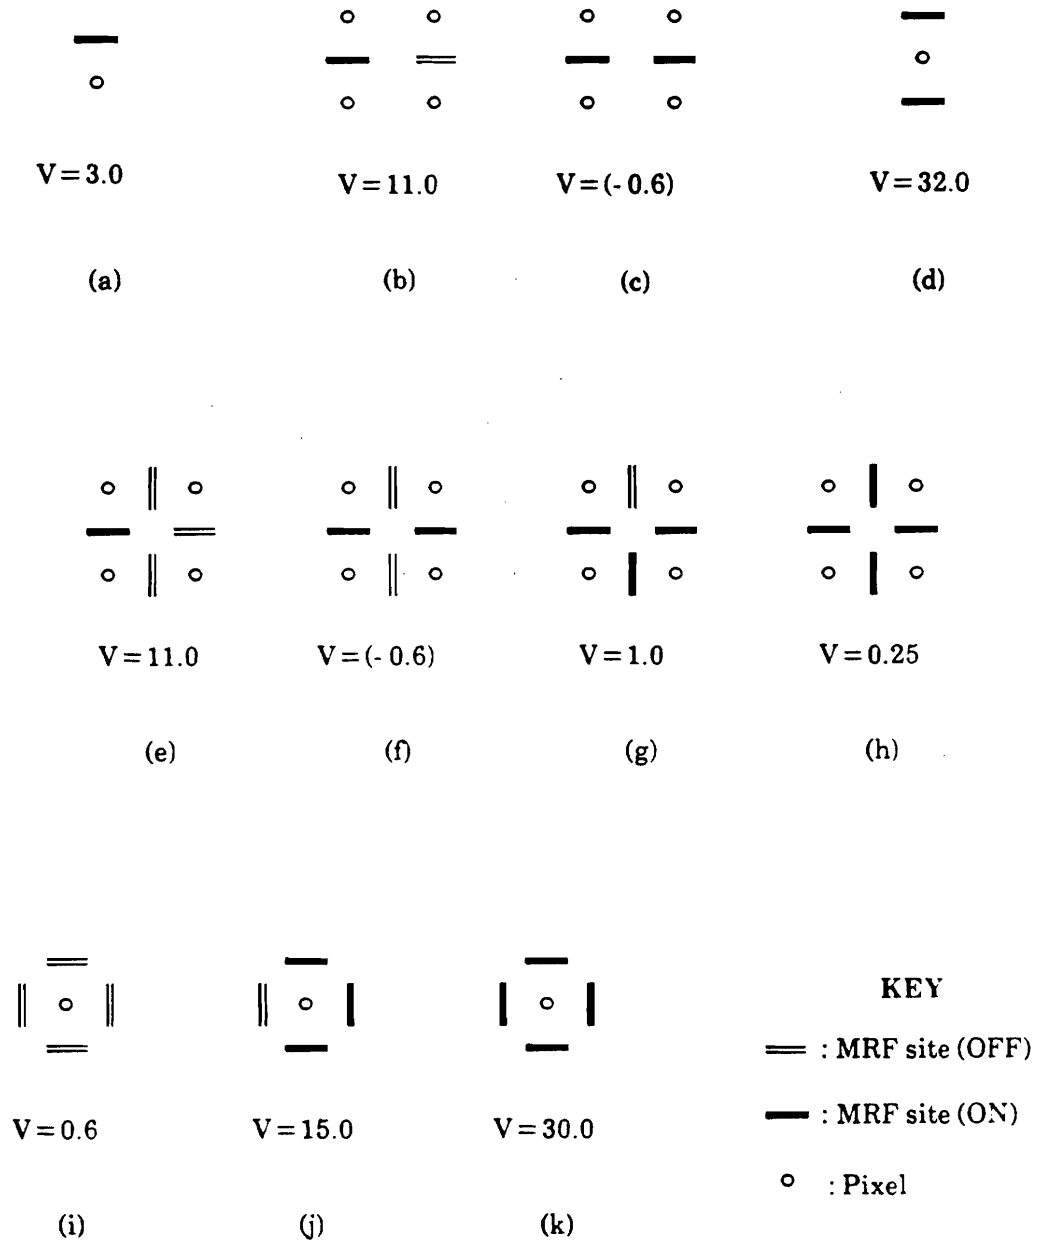 V=3.0
V=11.0
V=(-0.6)
V=32.0
(a)
(b)
(c)
(d)
V=11.0
V=(-0.6)
V=1.0
V=0.25
(e)
(f)
(g)
(h)
KEY
: MRF site (OFF)
: MRF site (ON)
: Pixel
V=0.6
V=15.0
V=30.0
(i)
(j)
(k)